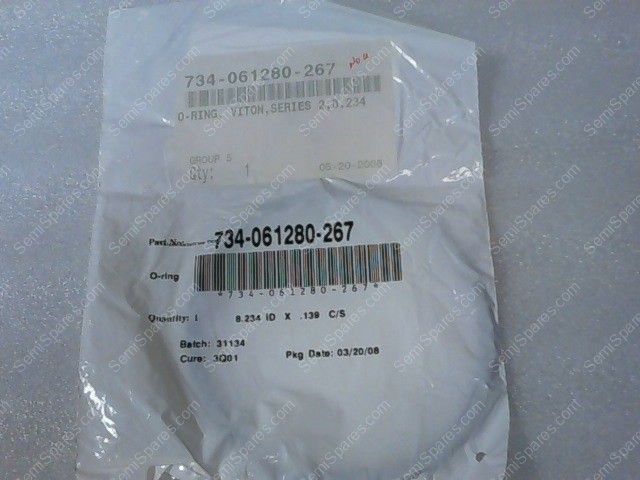 734-061280-267
O-RING, VITON,SERIES 2,8.234
GROUP S
Qty: 1 05-20-2008
Part No. 734-061280-267
O-ring
*734-061280-267*
Quantity: 1 8.234 ID X .139 C/S
Batch: 31134
Cure: 3Q01 Pkg Date: 03/20/08
SemiSpares.com